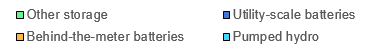 Other storage
Utility-scale batteries
Behind-the-meter batteries
Pumped hydro